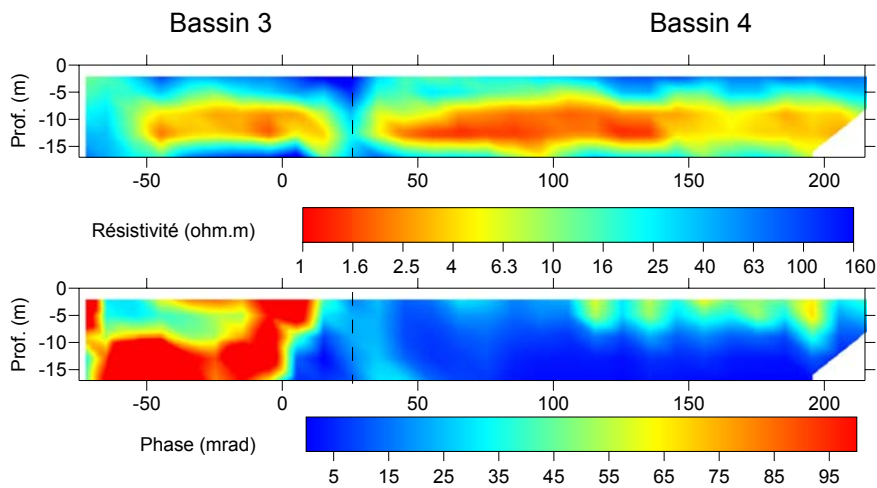 Bassin 3 Bassin 4
Prof. (m)
0
-5
-10
-15
-50 0 50 100 150 200
Résistivité (ohm.m)
1 1.6 2.5 4 6.3 10 16 25 40 63 100 160
Prof. (m)
0
-5
-10
-15
-50 0 50 100 150 200
Phase (mrad)
5 15 25 35 45 55 65 75 85 95